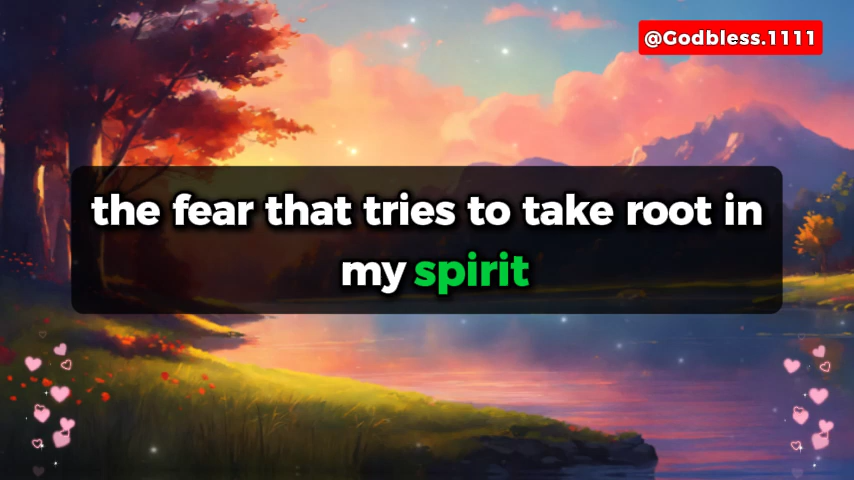 @Godbless.1111
the fear that tries to take root in
my spirit